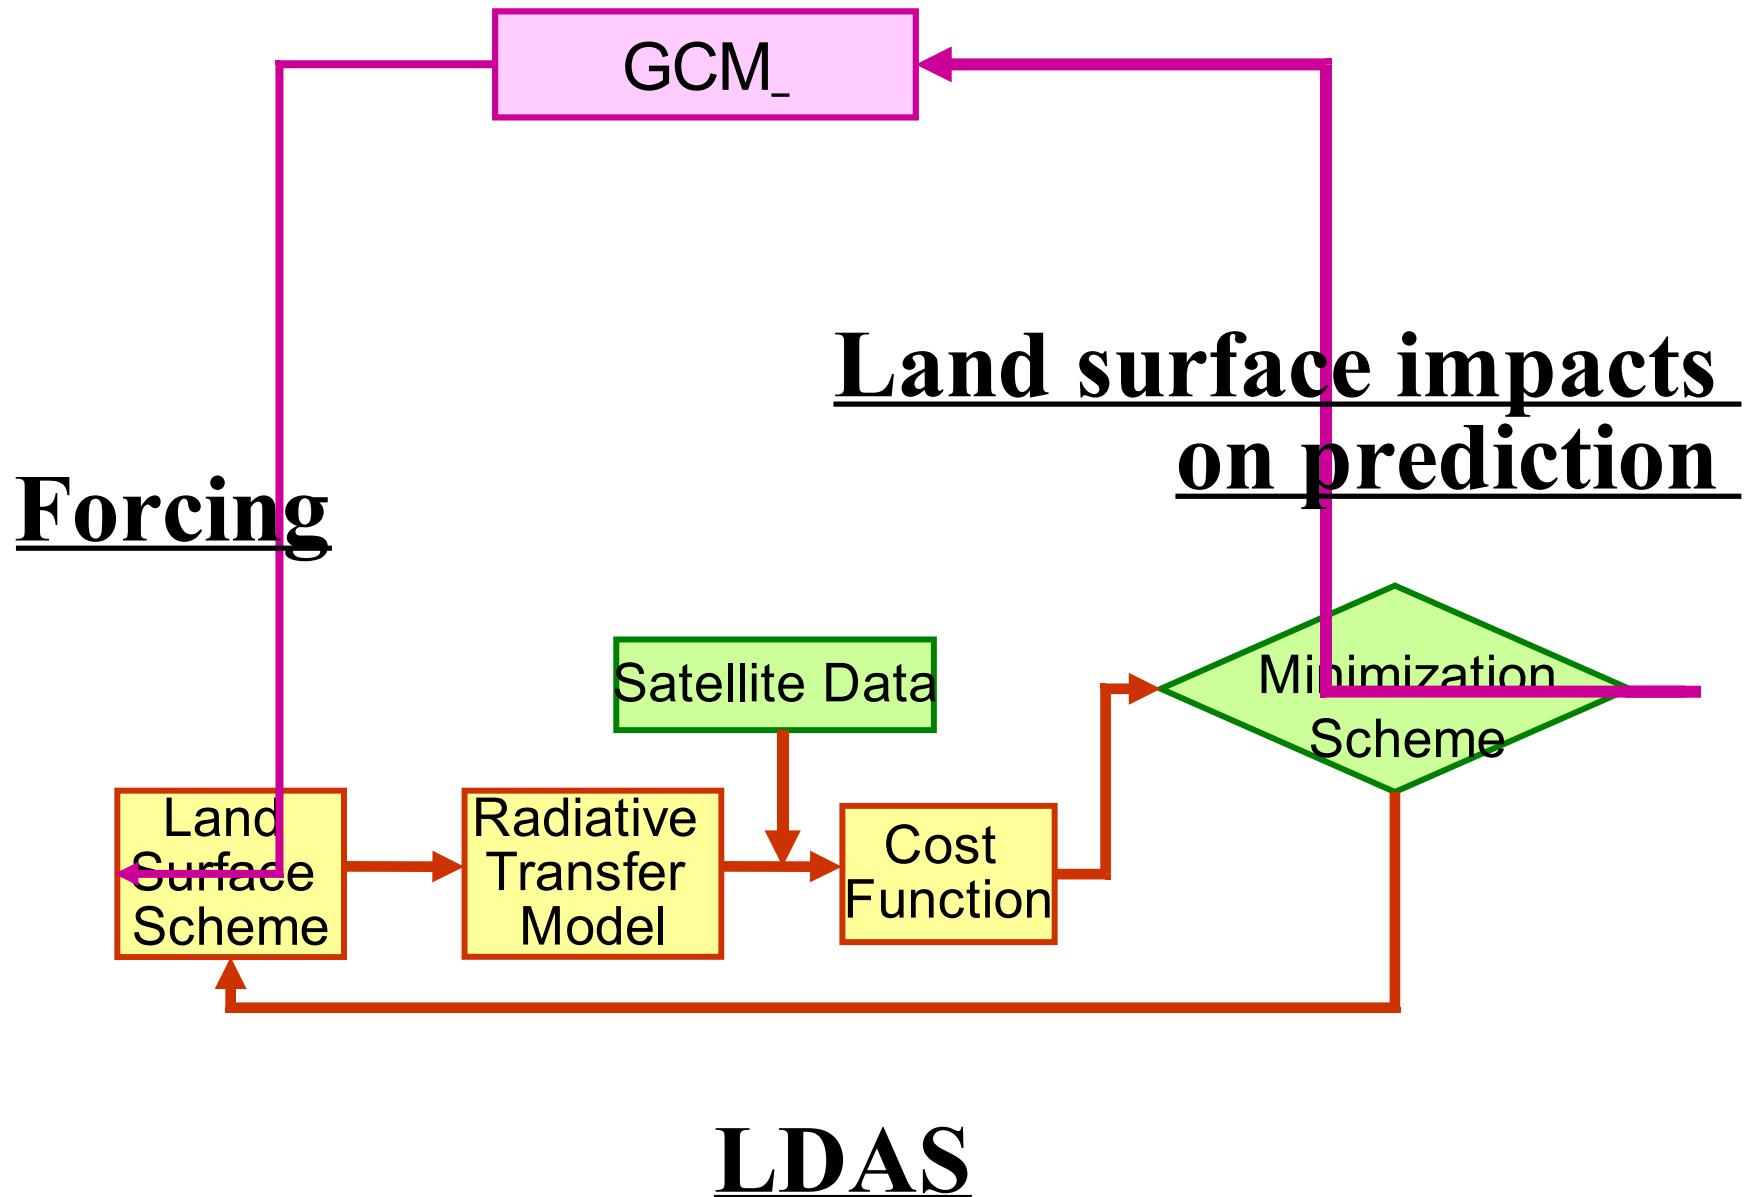 GCM_
Land surface impacts
on prediction
Forcing
Satellite Data
Minimization
Scheme
Land
Surface
Scheme
Radiative
Transfer
Model
Cost
Function
LDAS